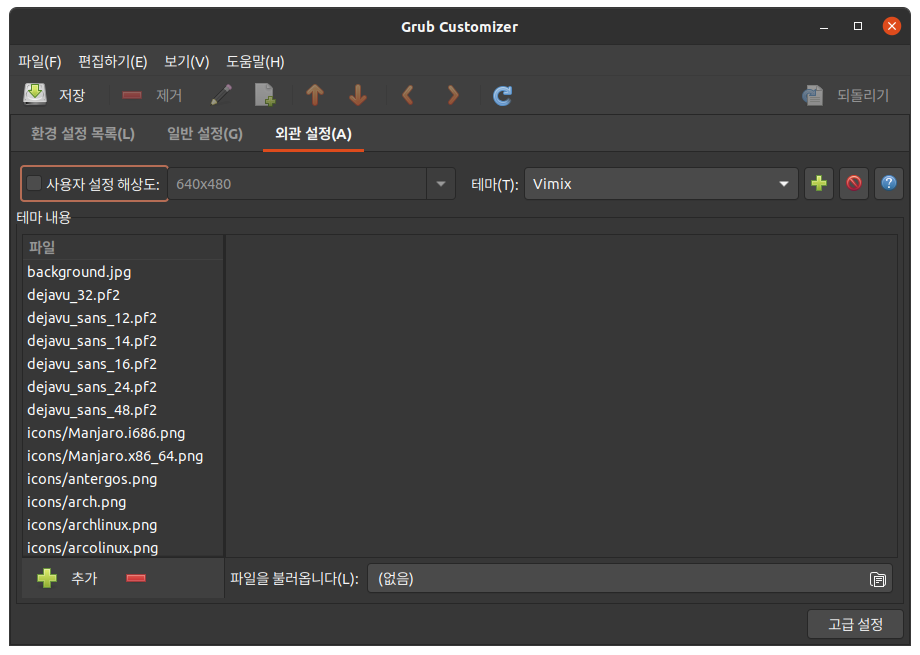 Grub Customizer
파일(F) 편집하기(E) 보기(V) 도움말(H)
저장 제거 되돌리기
환경 설정 목록(L) 일반 설정(G) 외관 설정(A)
사용자 설정 해상도: 640x480 테마(T): Vimix
테마 내용
파일
background.jpg
dejavu_32.pf2
dejavu_sans_12.pf2
dejavu_sans_14.pf2
dejavu_sans_16.pf2
dejavu_sans_24.pf2
dejavu_sans_48.pf2
icons/Manjaro.i686.png
icons/Manjaro.x86_64.png
icons/antergos.png
icons/arch.png
icons/archlinux.png
icons/arcolinux.png
추가 파일을 불러옵니다(L): (없음)
고급 설정